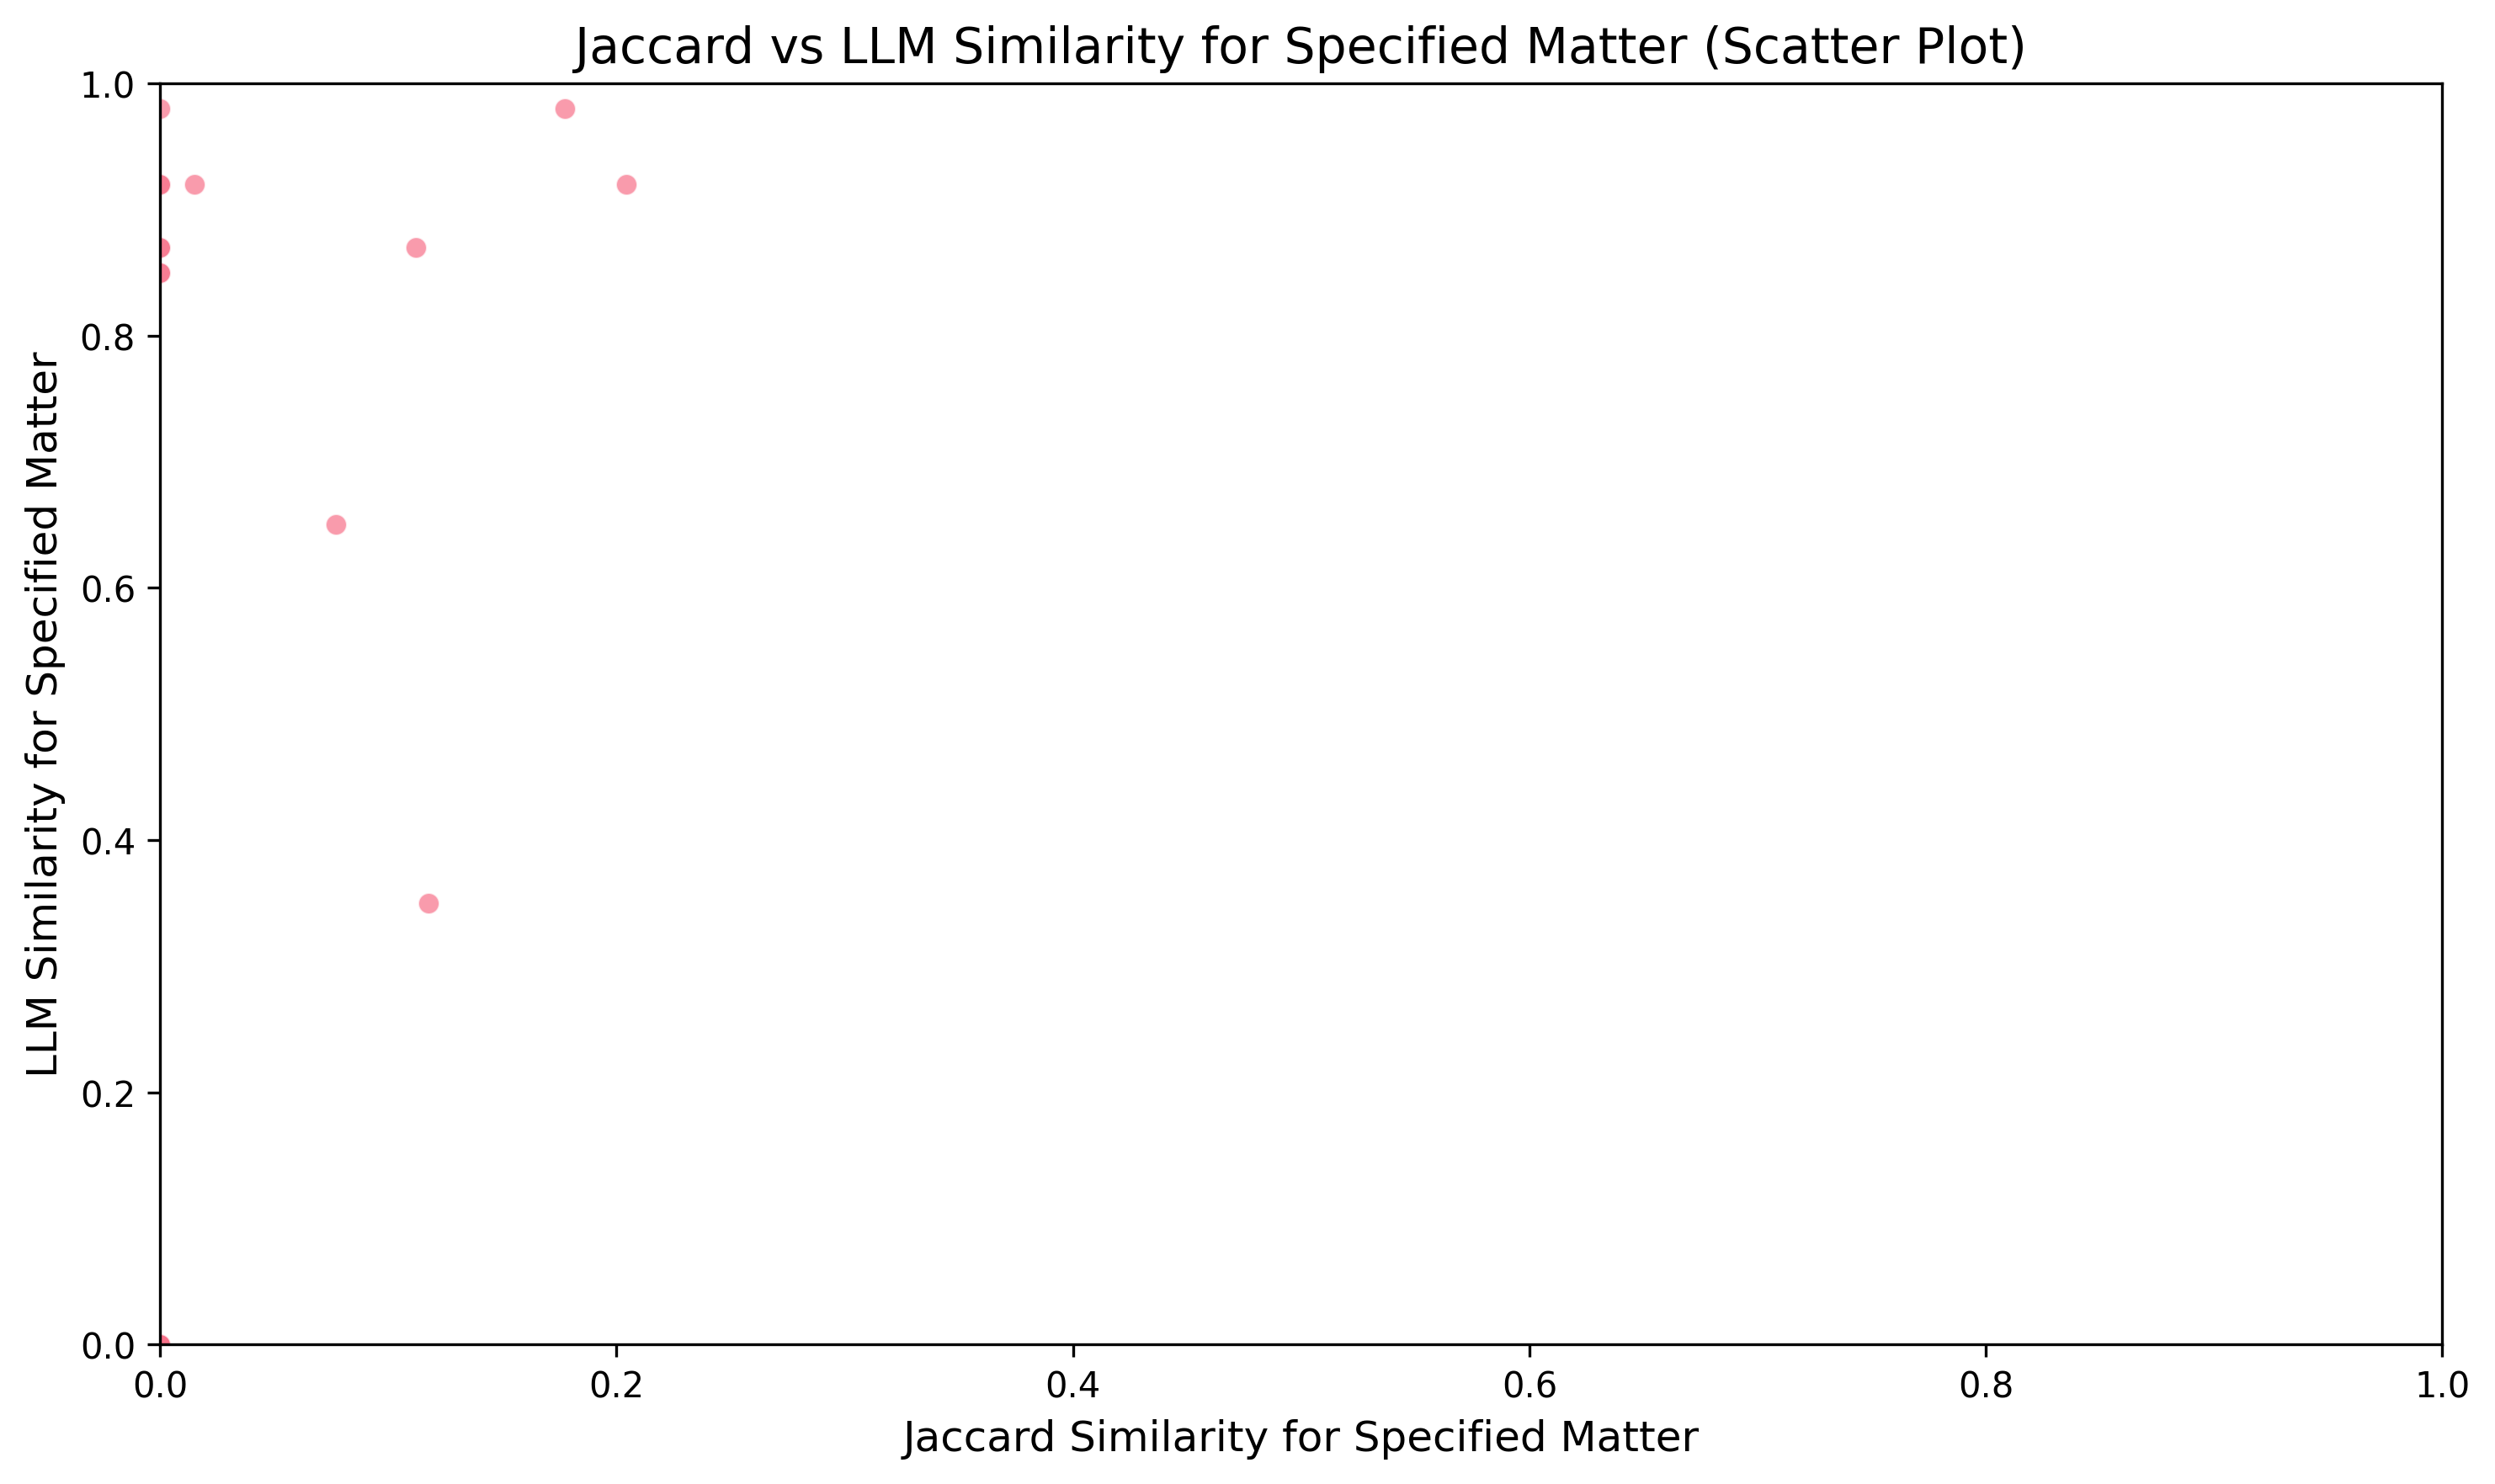 Jaccard vs LLM Similarity for Specified Matter (Scatter Plot)
LLM Similarity for Specified Matter
1.0
0.8
0.6
0.4
0.2
0.0
0.0 0.2 0.4 0.6 0.8 1.0
Jaccard Similarity for Specified Matter